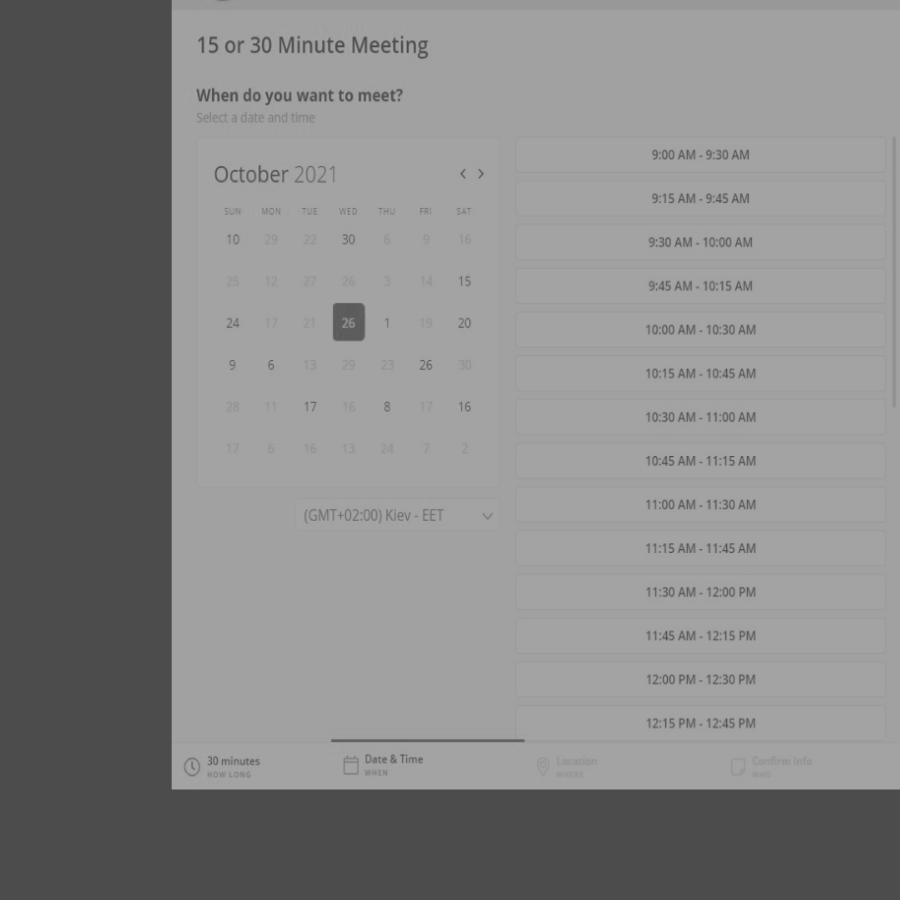 15 or 30 Minute Meeting
When do you want to meet?
Select a date and time
October 2021
SUN MON TUE WED THU FRI SAT
10 29 22 30 6 9 16
25 12 27 26 3 14 15
24 17 21 26 1 19 20
9 6 13 29 23 26 30
28 11 17 16 8 17 16
17 6 16 13 24 7 2
(GMT+02:00) Kiev - EET
9:00 AM - 9:30 AM
9:15 AM - 9:45 AM
9:30 AM - 10:00 AM
9:45 AM - 10:15 AM
10:00 AM - 10:30 AM
10:15 AM - 10:45 AM
10:30 AM - 11:00 AM
10:45 AM - 11:15 AM
11:00 AM - 11:30 AM
11:15 AM - 11:45 AM
11:30 AM - 12:00 PM
11:45 AM - 12:15 PM
12:00 PM - 12:30 PM
12:15 PM - 12:45 PM
30 minutes
HOW LONG
Date & Time
WHEN
Location
WHERE
Confirm Info
WHO